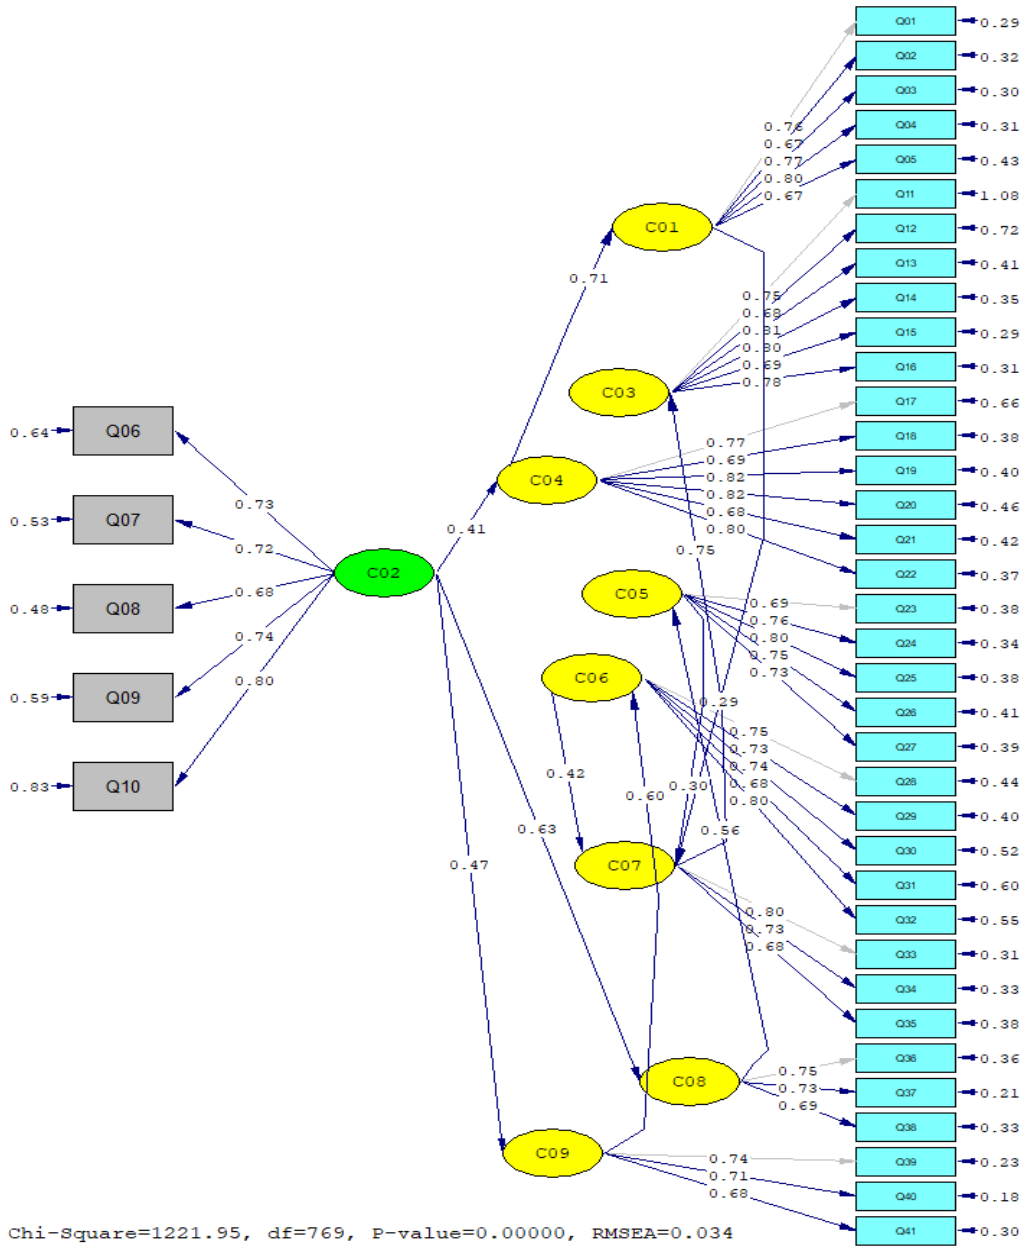 Q01 0.29
Q02 0.32
Q03 0.30
0.76 Q04 0.31
0.67
0.77 Q05 0.43
0.80
0.67 Q11 1.08
C01 Q12 0.72
Q13 0.41
0.71
0.75 Q14 0.35
0.68
0.81 Q15 0.29
0.80
0.69 Q16 0.31
0.78
C03 Q17 0.66
0.64 Q06
0.77 Q18 0.38
0.69 Q19 0.40
C04 0.82
0.73 0.82 Q20 0.46
0.68
0.53 Q07 0.41 0.80 Q21 0.42
0.72 0.75
C02 Q22 0.37
0.68 C05 0.69 Q23 0.38
0.48 Q08 0.76
0.74 0.80 Q24 0.34
0.75
0.80 C06 0.73 Q25 0.38
0.59 Q09 0.29 Q26 0.41
0.75
0.73 Q27 0.39
0.42 0.74
0.83 Q10 0.60 0.30 0.68 Q28 0.44
0.80 Q29 0.40
0.63 0.56
0.47 C07 Q30 0.52
Q31 0.60
0.80 Q32 0.55
0.73
0.68 Q33 0.31
Q34 0.33
Q35 0.38
0.75 Q36 0.36
C08 0.73 Q37 0.21
0.69
Q38 0.33
C09 0.74 Q39 0.23
0.71
0.68 Q40 0.18
Q41 0.30
Chi-Square=1221.95, df=769, P-value=0.00000, RMSEA=0.034